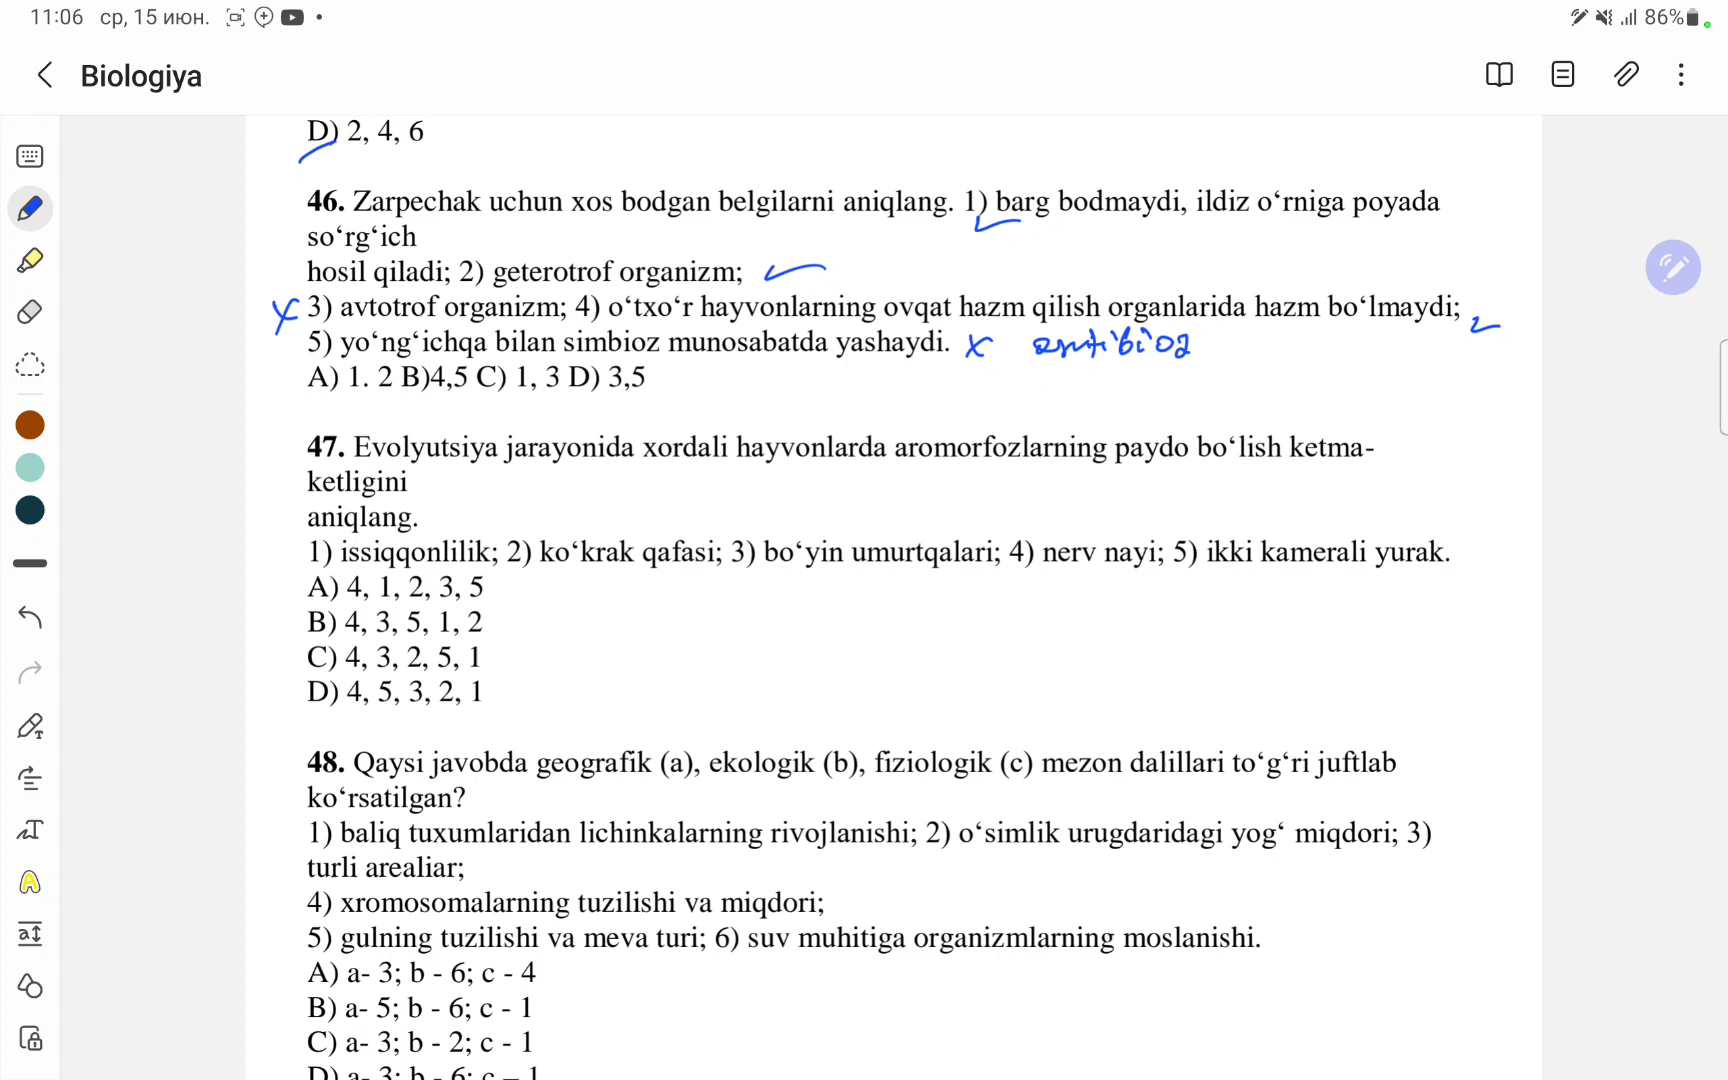 11:06 ср, 15 июн.
86%
Biologiya
D) 2, 4, 6
46. Zarpechak uchun xos bodgan belgilarni aniqlang. 1) barg bodmaydi, ildiz o‘rniga poyada
so‘rg‘ich
hosil qiladi; 2) geterotrof organizm;
3) avtotrof organizm; 4) o‘txo‘r hayvonlarning ovqat hazm qilish organlarida hazm bo‘lmaydi;
5) yo‘ng‘ichqa bilan simbioz munosabatda yashaydi. x antibioz
A) 1. 2 B)4,5 C) 1, 3 D) 3,5
47. Evolyutsiya jarayonida xordali hayvonlarda aromorfozlarning paydo bo‘lish ketma-
ketligini
aniqlang.
1) issiqqonlilik; 2) ko‘krak qafasi; 3) bo‘yin umurtqalari; 4) nerv nayi; 5) ikki kamerali yurak.
A) 4, 1, 2, 3, 5
B) 4, 3, 5, 1, 2
C) 4, 3, 2, 5, 1
D) 4, 5, 3, 2, 1
48. Qaysi javobda geografik (a), ekologik (b), fiziologik (c) mezon dalillari to‘g‘ri juftlab
ko‘rsatilgan?
1) baliq tuxumlaridan lichinkalarning rivojlanishi; 2) o‘simlik urugdaridagi yog‘ miqdori; 3)
turli arealiar;
4) xromosomalarning tuzilishi va miqdori;
5) gulning tuzilishi va meva turi; 6) suv muhitiga organizmlarning moslanishi.
A) a- 3; b - 6; c - 4
B) a- 5; b - 6; c - 1
C) a- 3; b - 2; c - 1
D) a- 3; b - 6; c – 1